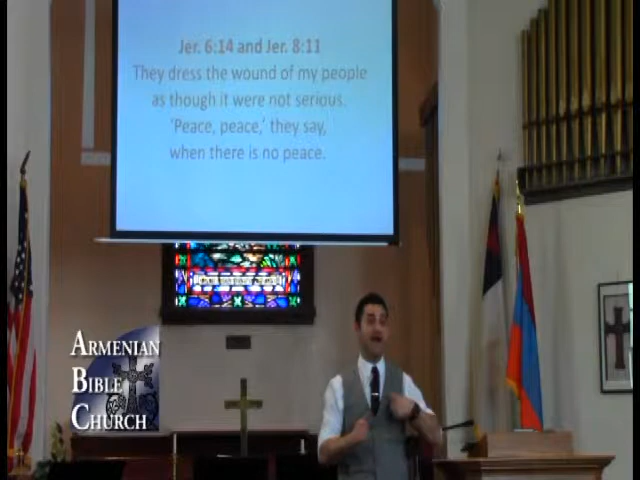 Jer. 6:14 and Jer. 8:11
They dress the wound of my people
as though it were not serious.
'Peace, peace,' they say,
when there is no peace.
ARMENIAN
BIBLE
CHURCH